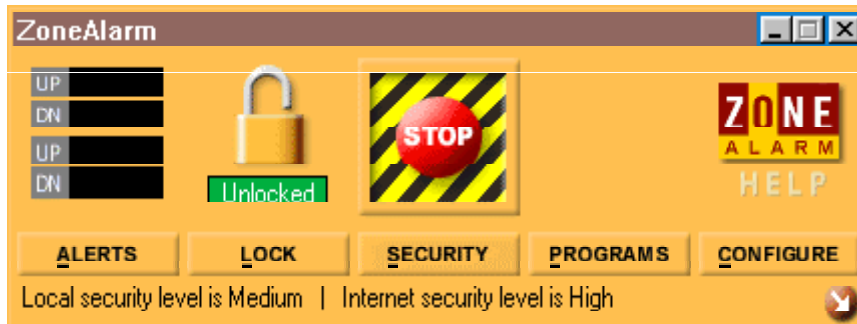 ZoneAlarm
UP
DN
UP
DN
Unlocked
STOP
ZONE
ALARM
HELP
ALERTS LOCK SECURITY PROGRAMS CONFIGURE
Local security level is Medium | Internet security level is High